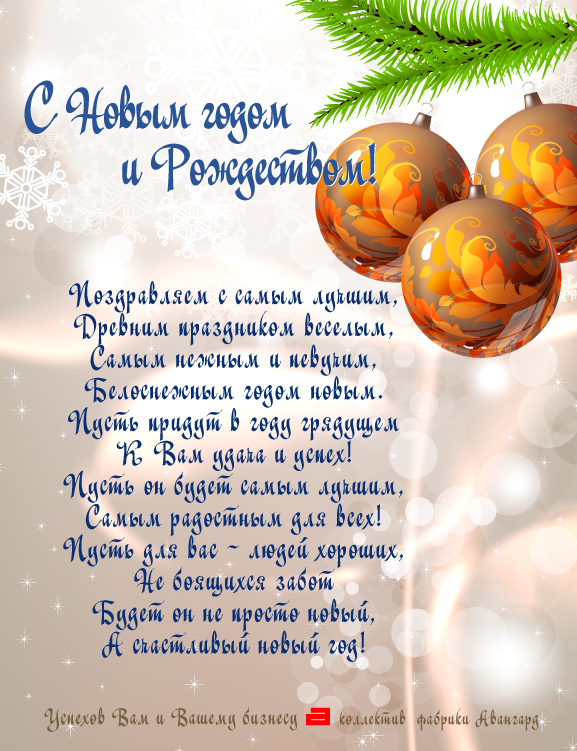 С Новым годом
и Рождеством!
Поздравляем с самым лучшим,
Древним праздником веселым,
Самым нежным и певучим,
Белоснежным годом новым.
Пусть придут в году грядущем
К Вам удача и успех!
Пусть он будет самым лучшим,
Самым радостным для всех!
Пусть для вас ~ людей хороших,
Не боящихся забот
Будет он не просто новый,
А счастливый новый год!
Успехов Вам и Вашему бизнесу а коллектив фабрики Авангард